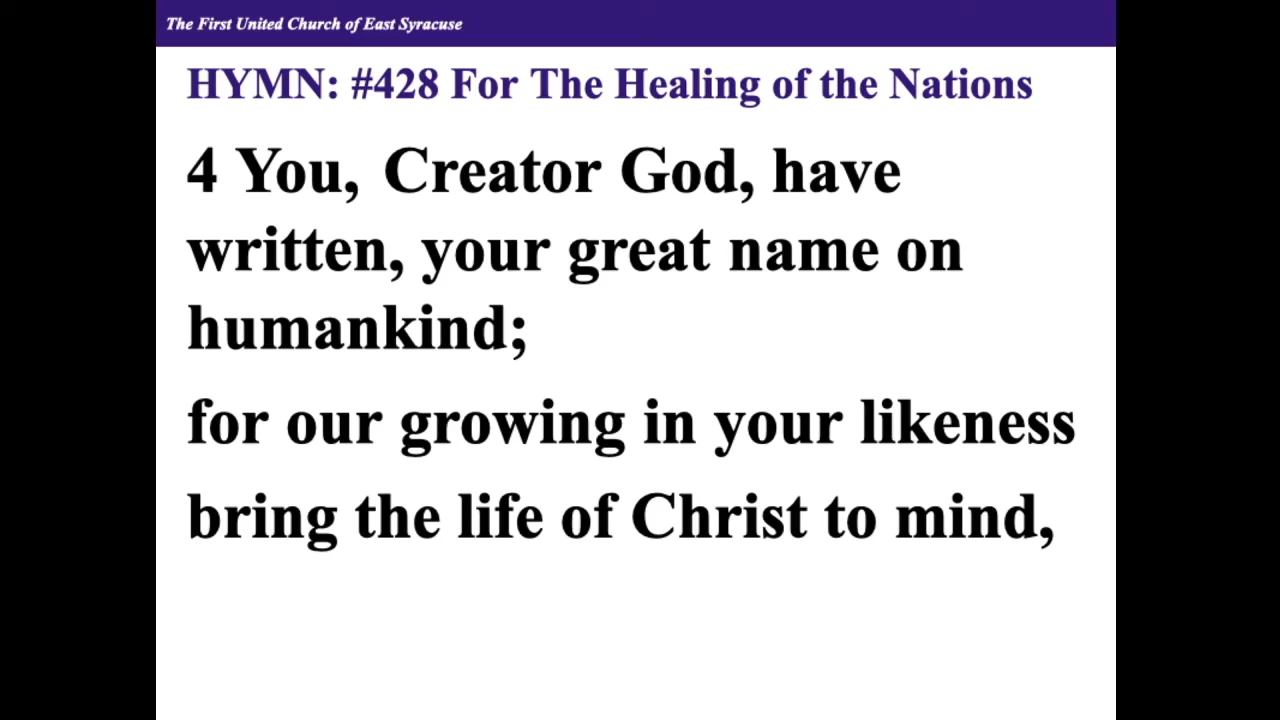 The First United Church of East Syracuse
HYMN: #428 For The Healing of the Nations
4 You, Creator God, have
written, your great name on
humankind;
for our growing in your likeness
bring the life of Christ to mind,